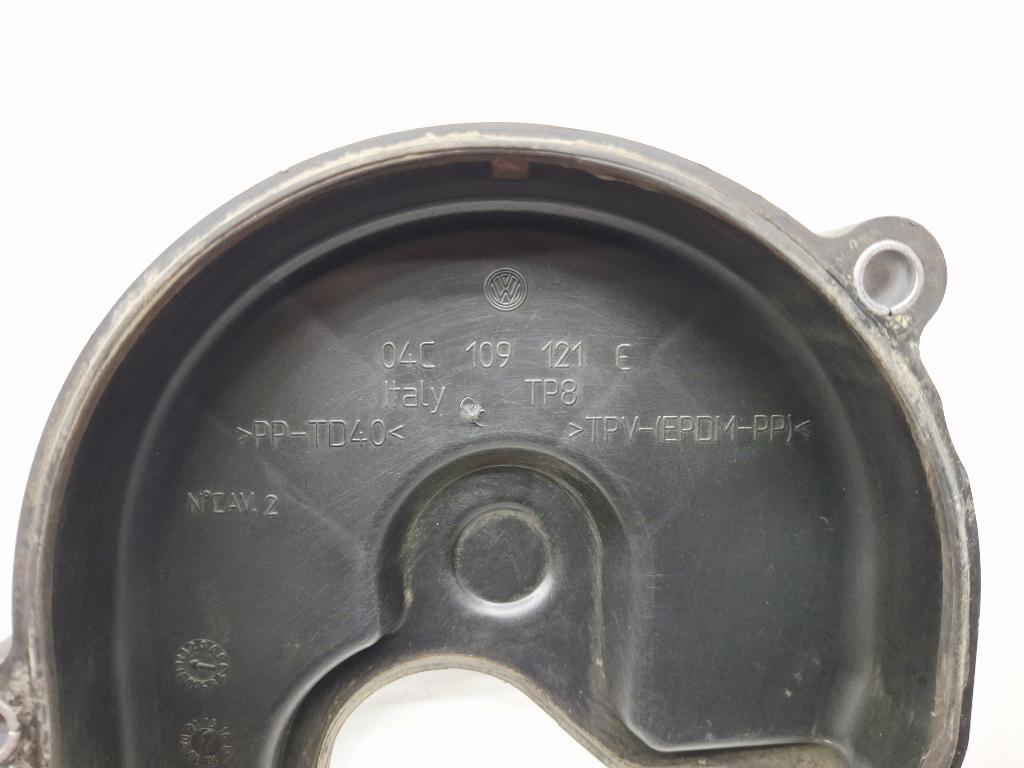 04C 109 121 E
Italy TP8
>PP-TD40< >TPV-(EPDM-PP)<
N°CAV. 2